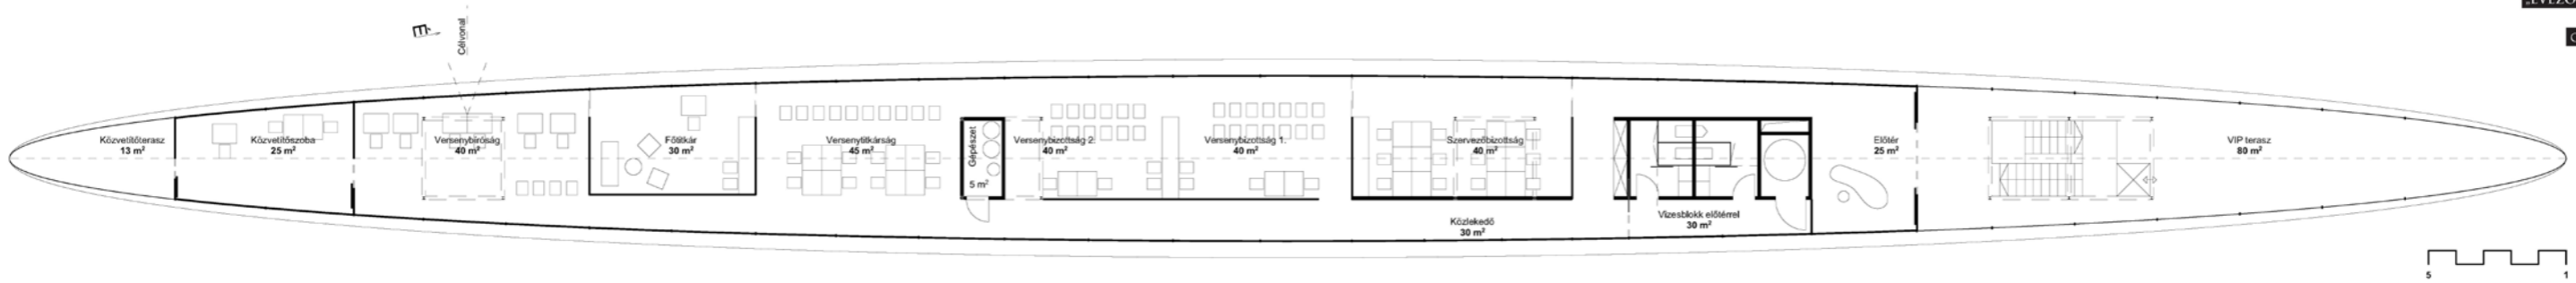 Célvonal
Közvetítőterasz
13 m²
Közvetítőszoba
25 m²
Versenybíróság
40 m²
Főtitkár
30 m²
Versenytitkárság
45 m²
Gépészet
5 m²
Versenybizottság 2.
40 m²
Versenybizottság 1.
40 m²
Szervezőbizottság
40 m²
Közlekedő
30 m²
Vizesblokk előtérrel
30 m²
Előtér
25 m²
VIP terasz
80 m²
5
1